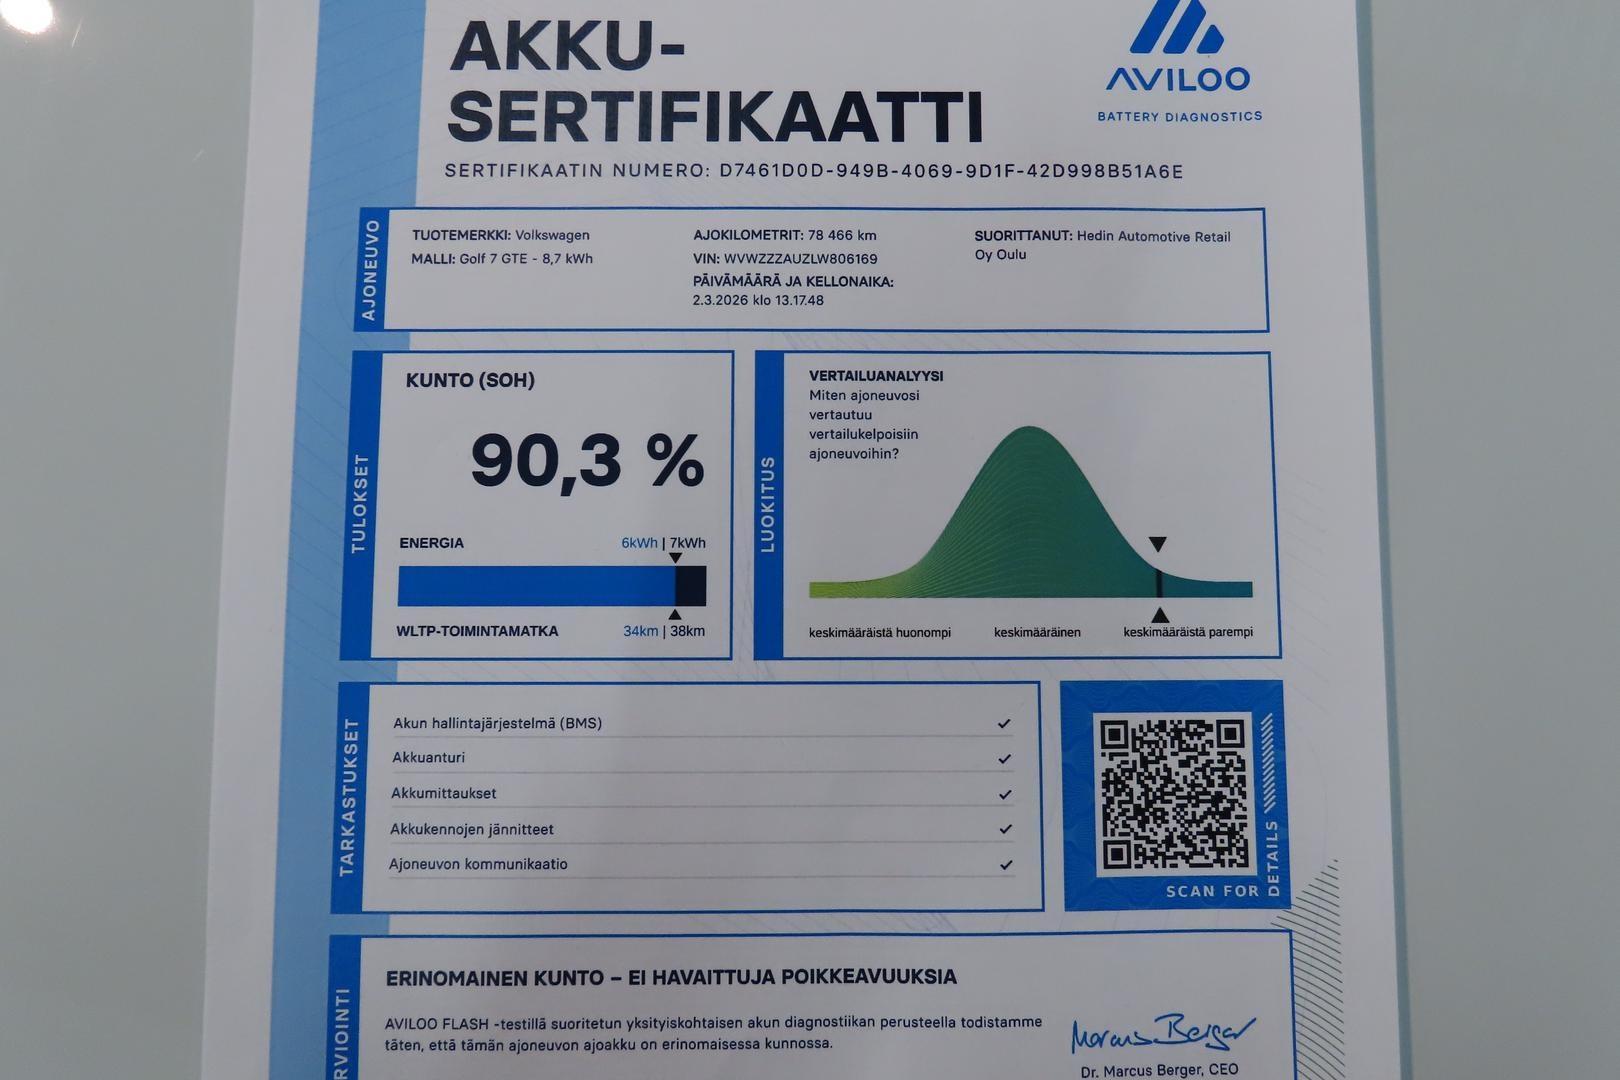 AKKU-
SERTIFIKAATTI
AVILOO
BATTERY DIAGNOSTICS
SERTIFIKAATIN NUMERO: D7461D0D-949B-4069-9D1F-42D998B51A6E
AJONEUVO
TUOTEMERKKI: Volkswagen
MALLI: Golf 7 GTE - 8,7 kWh
AJOKILOMETRIT: 78 466 km
VIN: WVWZZZAUZLW806169
PÄIVÄMÄÄRÄ JA KELLONAIKA:
2.3.2026 klo 13.17.48
SUORITTANUT: Hedin Automotive Retail
Oy Oulu
TULOKSET
KUNTO (SOH)
90,3 %
ENERGIA 6kWh | 7kWh
WLTP-TOIMINTAMATKA 34km | 38km
LUOKITUS
VERTAILUANALYYSI
Miten ajoneuvosi
vertautuu
vertailukelpoisiin
ajoneuvoihin?
keskimääräistä huonompi keskimääräinen keskimääräistä parempi
TARKASTUKSET
Akun hallintajärjestelmä (BMS) ✓
Akkuanturi ✓
Akkumittaukset ✓
Akkukennojen jännitteet ✓
Ajoneuvon kommunikaatio ✓
SCAN FOR
DETAILS
RVIOINTI
ERINOMAINEN KUNTO – EI HAVAITTUJA POIKKEAVUUKSIA
AVILOO FLASH -testillä suoritetun yksityiskohtaisen akun diagnostiikan perusteella todistamme
täten, että tämän ajoneuvon ajoakku on erinomaisessa kunnossa.
Marcus Berger
Dr. Marcus Berger, CEO